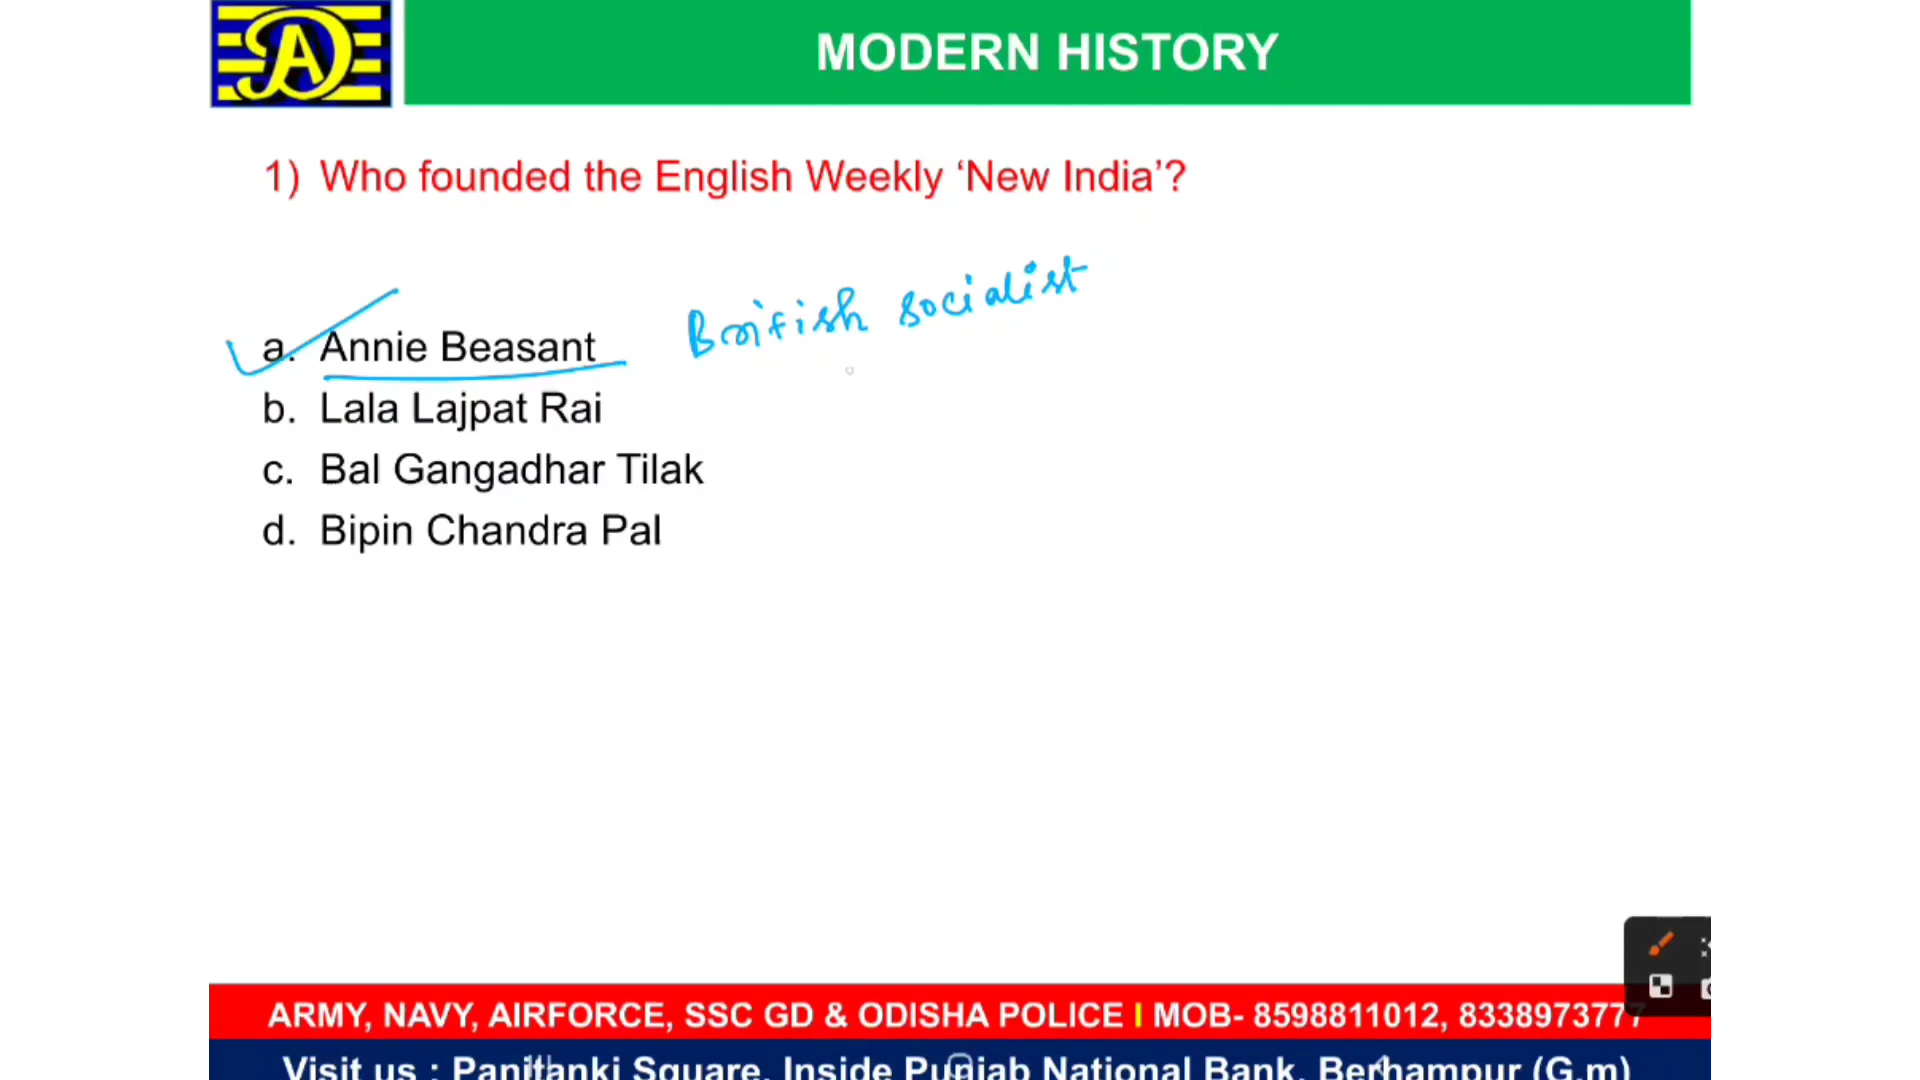 MODERN HISTORY
1) Who founded the English Weekly ‘New India’?
British socialist
a. Annie Beasant
b. Lala Lajpat Rai
c. Bal Gangadhar Tilak
d. Bipin Chandra Pal
ARMY, NAVY, AIRFORCE, SSC GD & ODISHA POLICE I MOB- 8598811012, 8338973777
Visit us : Panitanki Square, Inside Punjab National Bank, Berhampur (G.m)